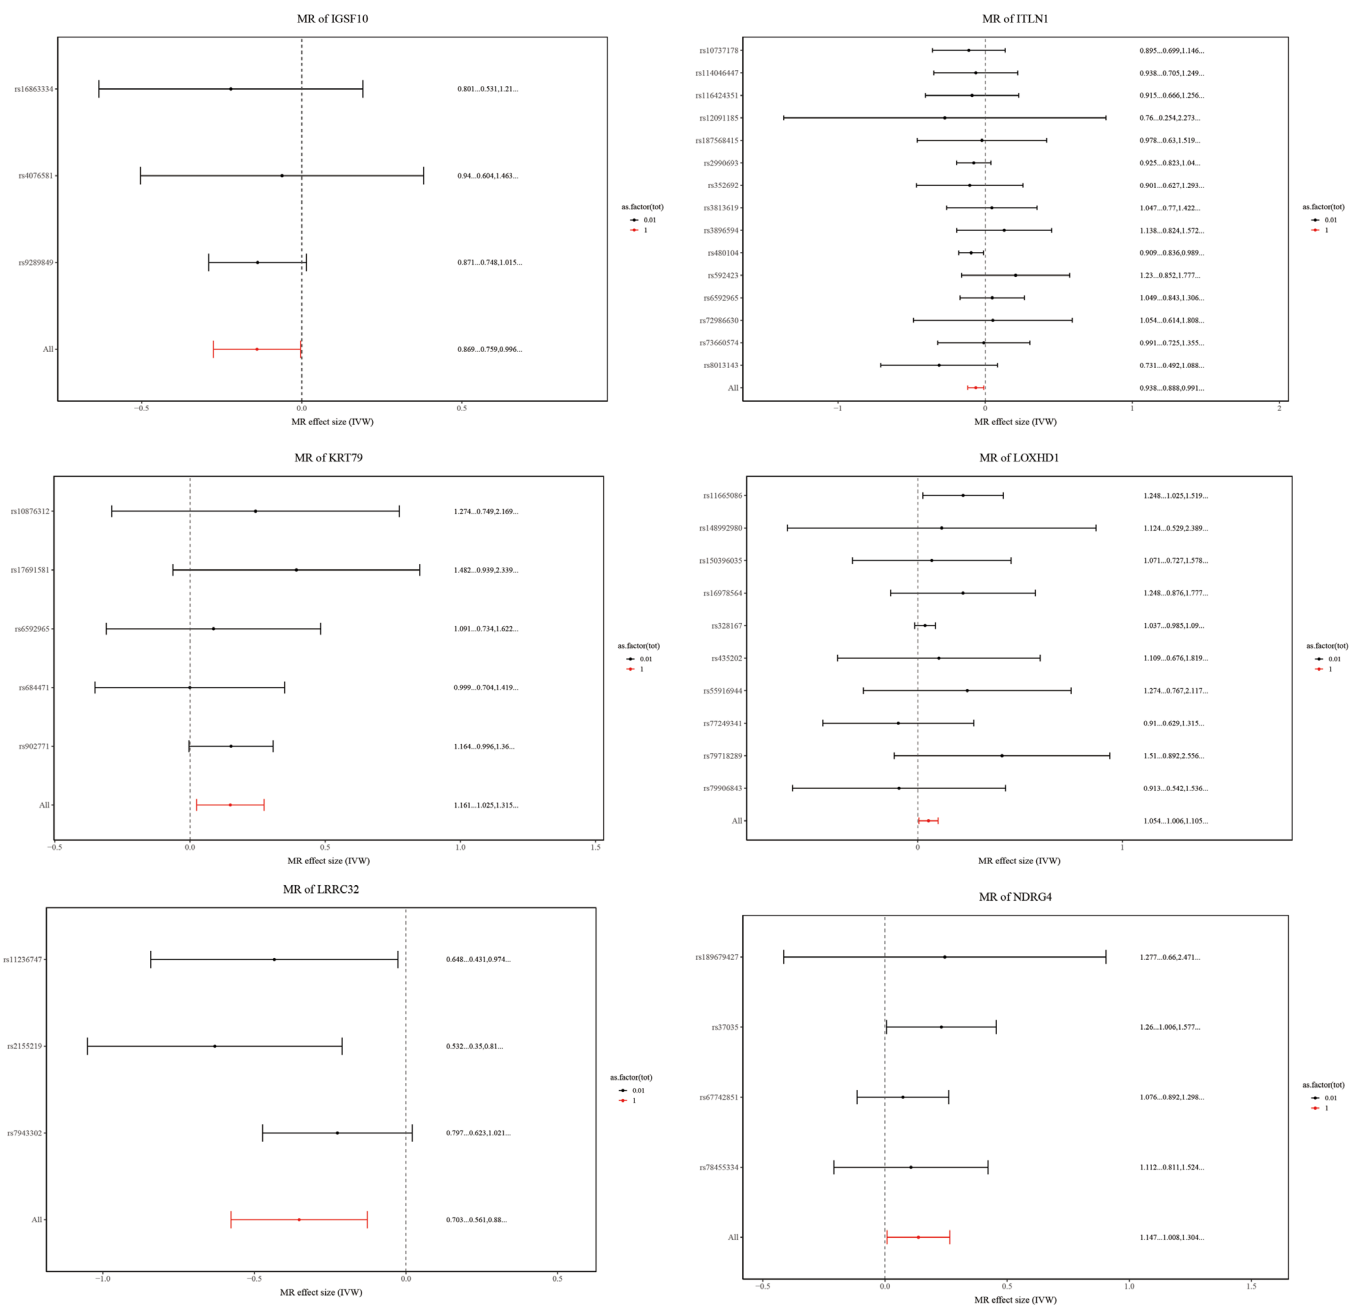 MR of IGSF10
rs16863334
0.801...0.531,1.21...
rs4076581
0.94...0.604,1.463...
rs9289849
0.871...0.748,1.015...
All
0.869...0.759,0.996...
−0.5
0.0
0.5
MR effect size (IVW)
as.factor(tot)
0.01
1
MR of ITLN1
rs10737178
0.895...0.699,1.146...
rs114046447
0.938...0.705,1.249...
rs116424351
0.915...0.666,1.256...
rs12091185
0.76...0.254,2.273...
rs187568415
0.978...0.63,1.519...
rs2990693
0.925...0.823,1.04...
rs352692
0.901...0.627,1.293...
rs3813619
1.047...0.77,1.422...
rs3896594
1.138...0.824,1.572...
rs480104
0.909...0.836,0.989...
rs592423
1.23...0.852,1.777...
rs6592965
1.049...0.843,1.306...
rs72986630
1.054...0.614,1.808...
rs73660574
0.991...0.725,1.355...
rs8013143
0.731...0.492,1.088...
All
0.938...0.888,0.991...
−1
0
1
2
MR effect size (IVW)
as.factor(tot)
0.01
1
MR of KRT79
rs10876312
1.274...0.749,2.169...
rs17691581
1.482...0.939,2.339...
rs6592965
1.091...0.734,1.622...
rs684471
0.999...0.704,1.419...
rs902771
1.164...0.996,1.36...
All
1.161...1.025,1.315...
−0.5
0.0
0.5
1.0
1.5
MR effect size (IVW)
as.factor(tot)
0.01
1
MR of LOXHD1
rs11665086
1.248...1.025,1.519...
rs148992980
1.124...0.529,2.389...
rs150396035
1.071...0.727,1.578...
rs16978564
1.248...0.876,1.777...
rs328167
1.037...0.985,1.09...
rs435202
1.109...0.676,1.819...
rs55916944
1.274...0.767,2.117...
rs77249341
0.91...0.629,1.315...
rs79718289
1.51...0.892,2.556...
rs79906843
0.913...0.542,1.536...
All
1.054...1.006,1.105...
0
1
MR effect size (IVW)
as.factor(tot)
0.01
1
MR of LRRC32
rs11236747
0.648...0.431,0.974...
rs2155219
0.532...0.35,0.81...
rs7943302
0.797...0.623,1.021...
All
0.703...0.561,0.88...
−1.0
−0.5
0.0
0.5
MR effect size (IVW)
as.factor(tot)
0.01
1
MR of NDRG4
rs189679427
1.277...0.66,2.471...
rs37035
1.26...1.006,1.577...
rs67742851
1.076...0.892,1.298...
rs78455334
1.112...0.811,1.524...
All
1.147...1.008,1.304...
−0.5
0.0
0.5
1.0
1.5
MR effect size (IVW)
as.factor(tot)
0.01
1